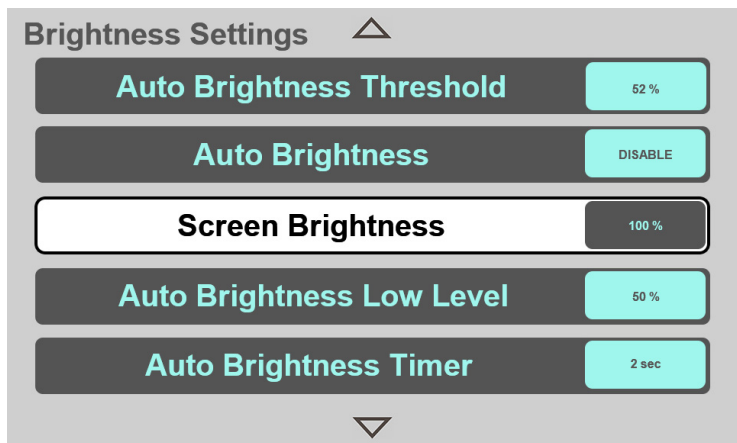 Brightness Settings
Auto Brightness Threshold 52 %
Auto Brightness DISABLE
Screen Brightness 100 %
Auto Brightness Low Level 50 %
Auto Brightness Timer 2 sec